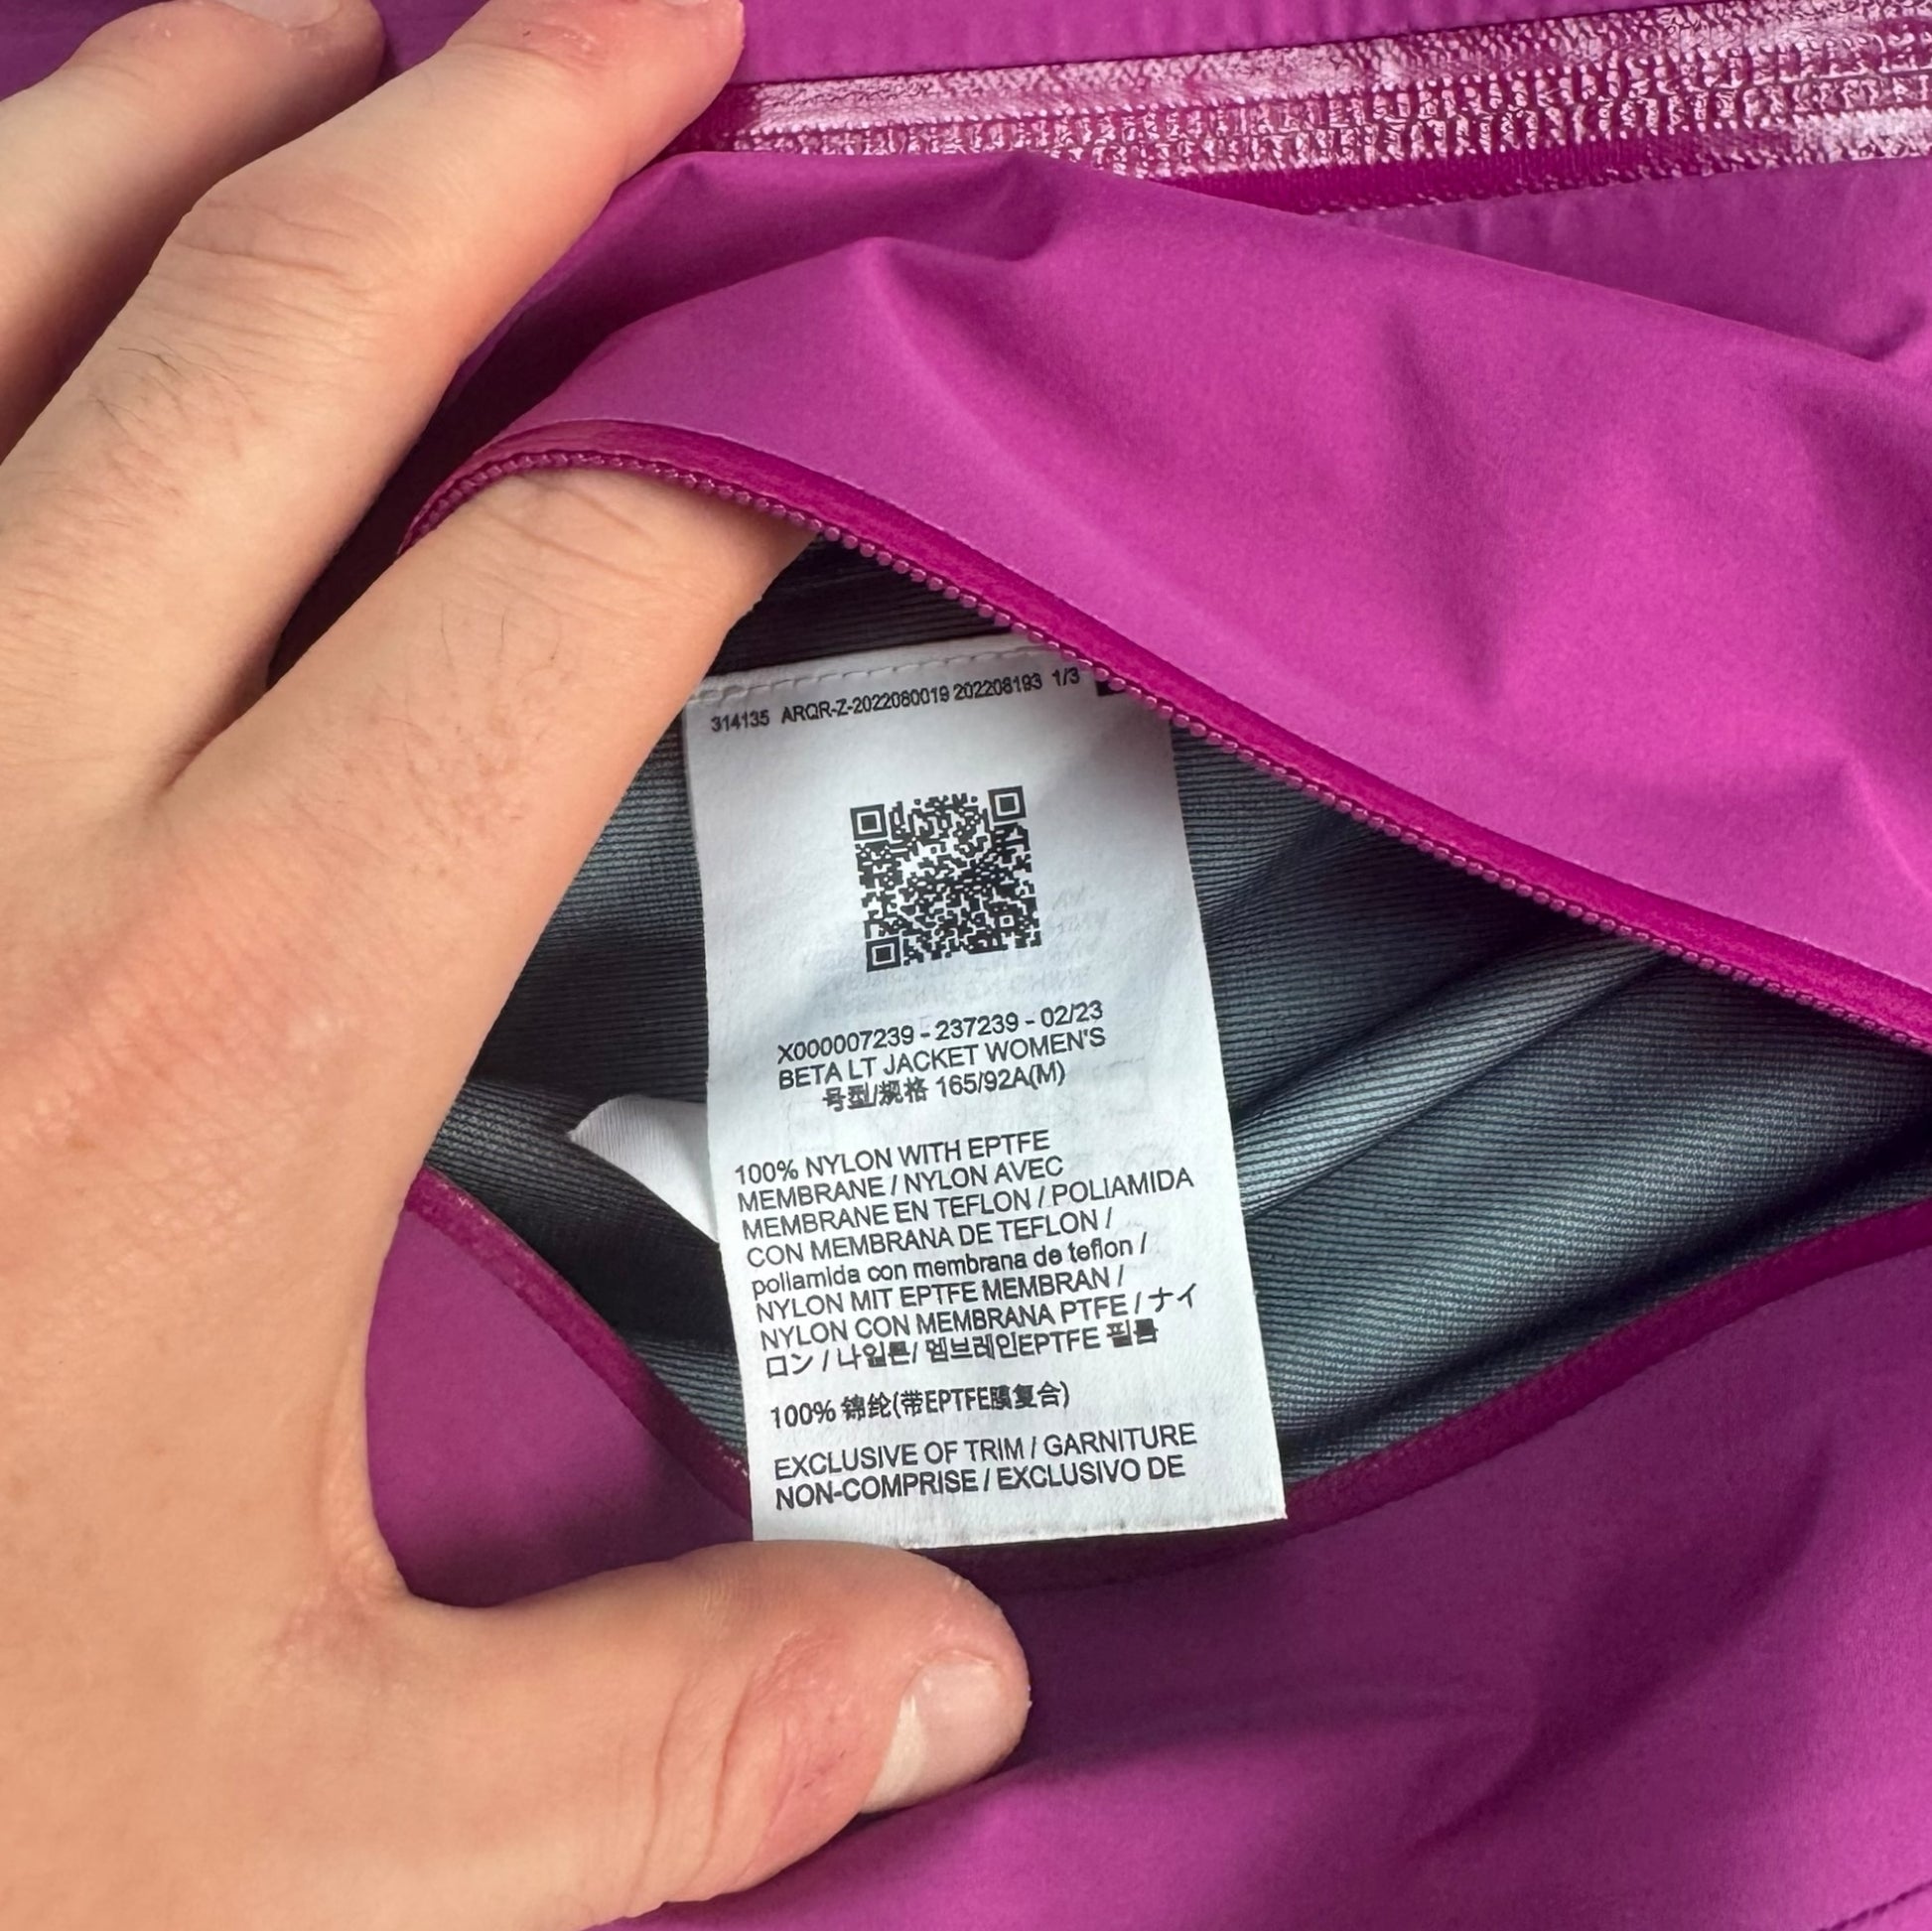 314135 ARQR-Z-2022080019 202208193 1/3
X000007239 - 237239 - 02/23
BETA LT JACKET WOMEN'S
号型/规格 165/92A(M)
100% NYLON WITH EPTFE
MEMBRANE / NYLON AVEC
MEMBRANE EN TEFLON / POLIAMIDA
CON MEMBRANA DE TEFLON /
poliamida con membrana de teflon /
NYLON MIT EPTFE MEMBRAN /
NYLON CON MEMBRANA PTFE / ナイ
ロン / 나일론/ 멤브레인EPTFE 필름
100% 锦纶(带EPTFE膜复合)
EXCLUSIVE OF TRIM / GARNITURE
NON-COMPRISE / EXCLUSIVO DE